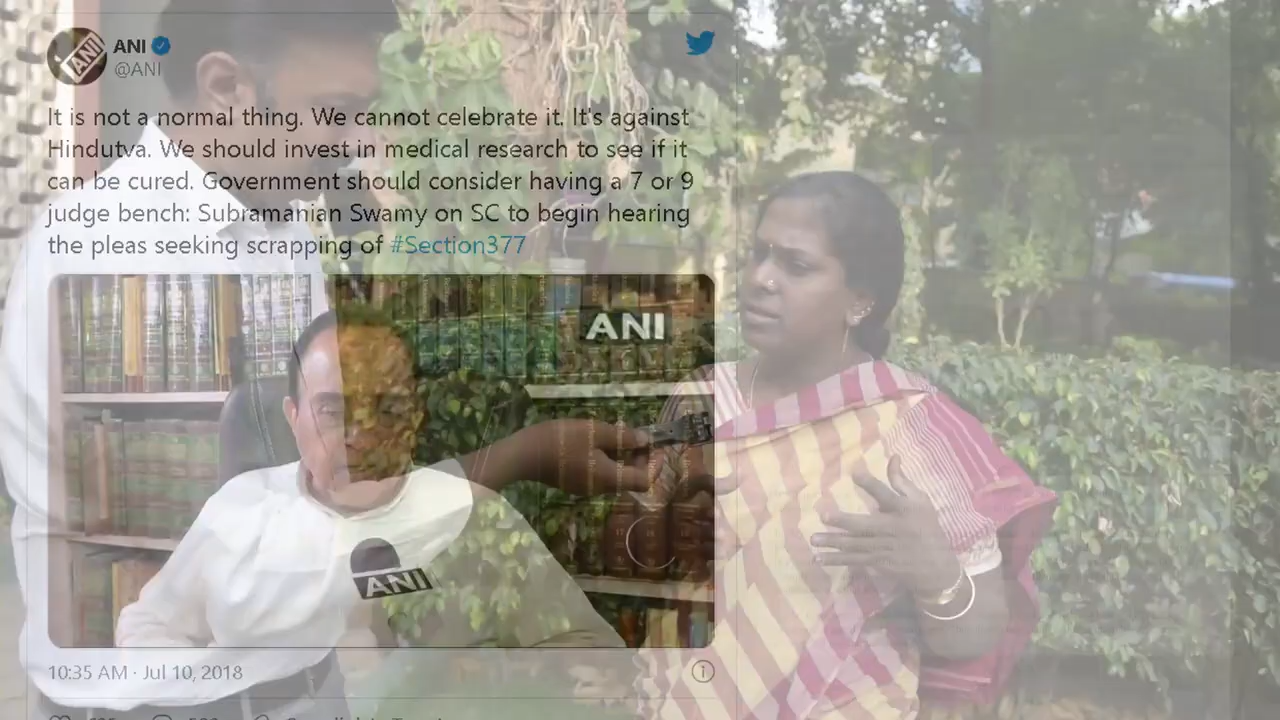 ANI
@ANI
It is not a normal thing. We cannot celebrate it. It's against
Hindutva. We should invest in medical research to see if it
can be cured. Government should consider having a 7 or 9
judge bench: Subramanian Swamy on SC to begin hearing
the pleas seeking scrapping of #Section377
ANI
ANI
10:35 AM · Jul 10, 2018